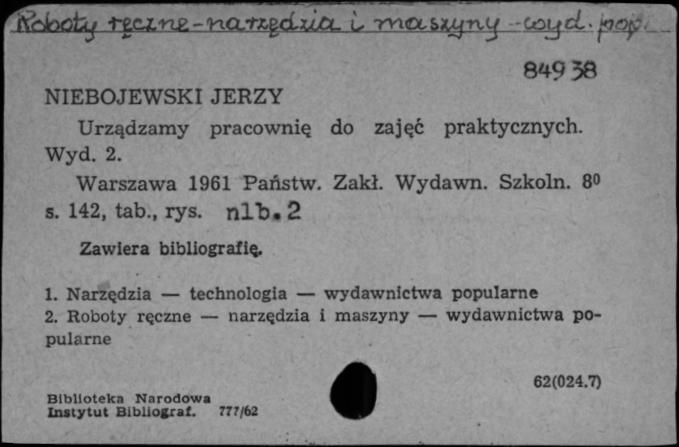 Roboty ręczne - narzędzia i maszyny - wyd. pop.
849 38
NIEBOJEWSKI JERZY
Urządzamy pracownię do zajęć praktycznych.
Wyd. 2.
Warszawa 1961 Państw. Zakł. Wydawn. Szkoln. 8⁰
s. 142, tab., rys. nlb. 2
Zawiera bibliografię.
1. Narzędzia — technologia — wydawnictwa popularne
2. Roboty ręczne — narzędzia i maszyny — wydawnictwa po-
pularne
62(024.7)
Biblioteka Narodowa
Instytut Bibliograf. 777/62